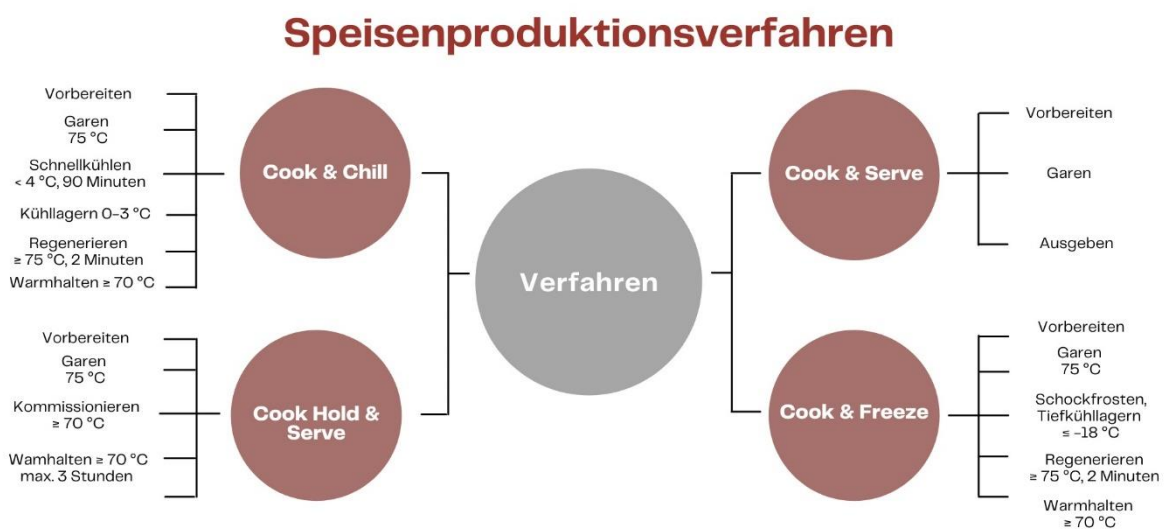 Speisenproduktionsverfahren
Vorbereiten
Garen
75 °C
Schnellkühlen
< 4 °C, 90 Minuten
Kühllagern 0–3 °C
Regenerieren
≥ 75 °C, 2 Minuten
Warmhalten ≥ 70 °C
Cook & Chill
Vorbereiten
Garen
75 °C
Kommissionieren
≥ 70 °C
Wamhalten ≥ 70 °C
max. 3 Stunden
Cook Hold &
Serve
Verfahren
Cook & Serve
Vorbereiten
Garen
Ausgeben
Cook & Freeze
Vorbereiten
Garen
75 °C
Schockfrosten,
Tiefkühllagern
≤ -18 °C
Regenerieren
≥ 75 °C, 2 Minuten
Warmhalten
≥ 70 °C